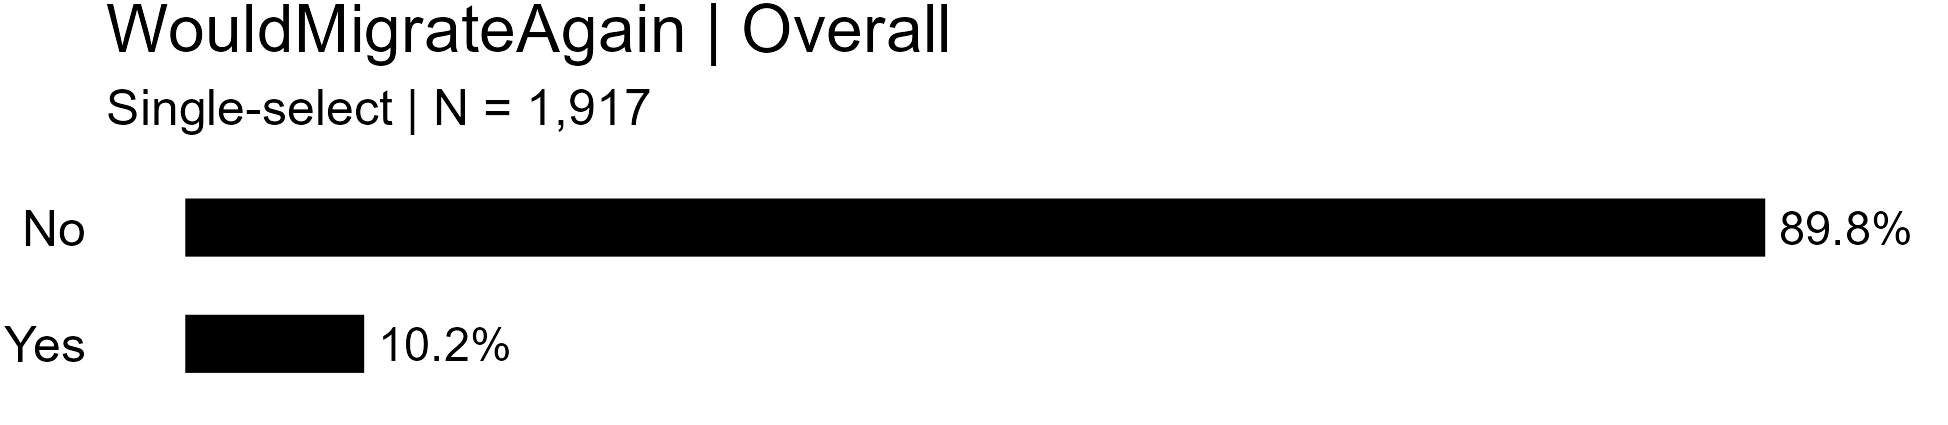 WouldMigrateAgain | Overall
Single-select | N = 1,917
No 89.8%
Yes 10.2%